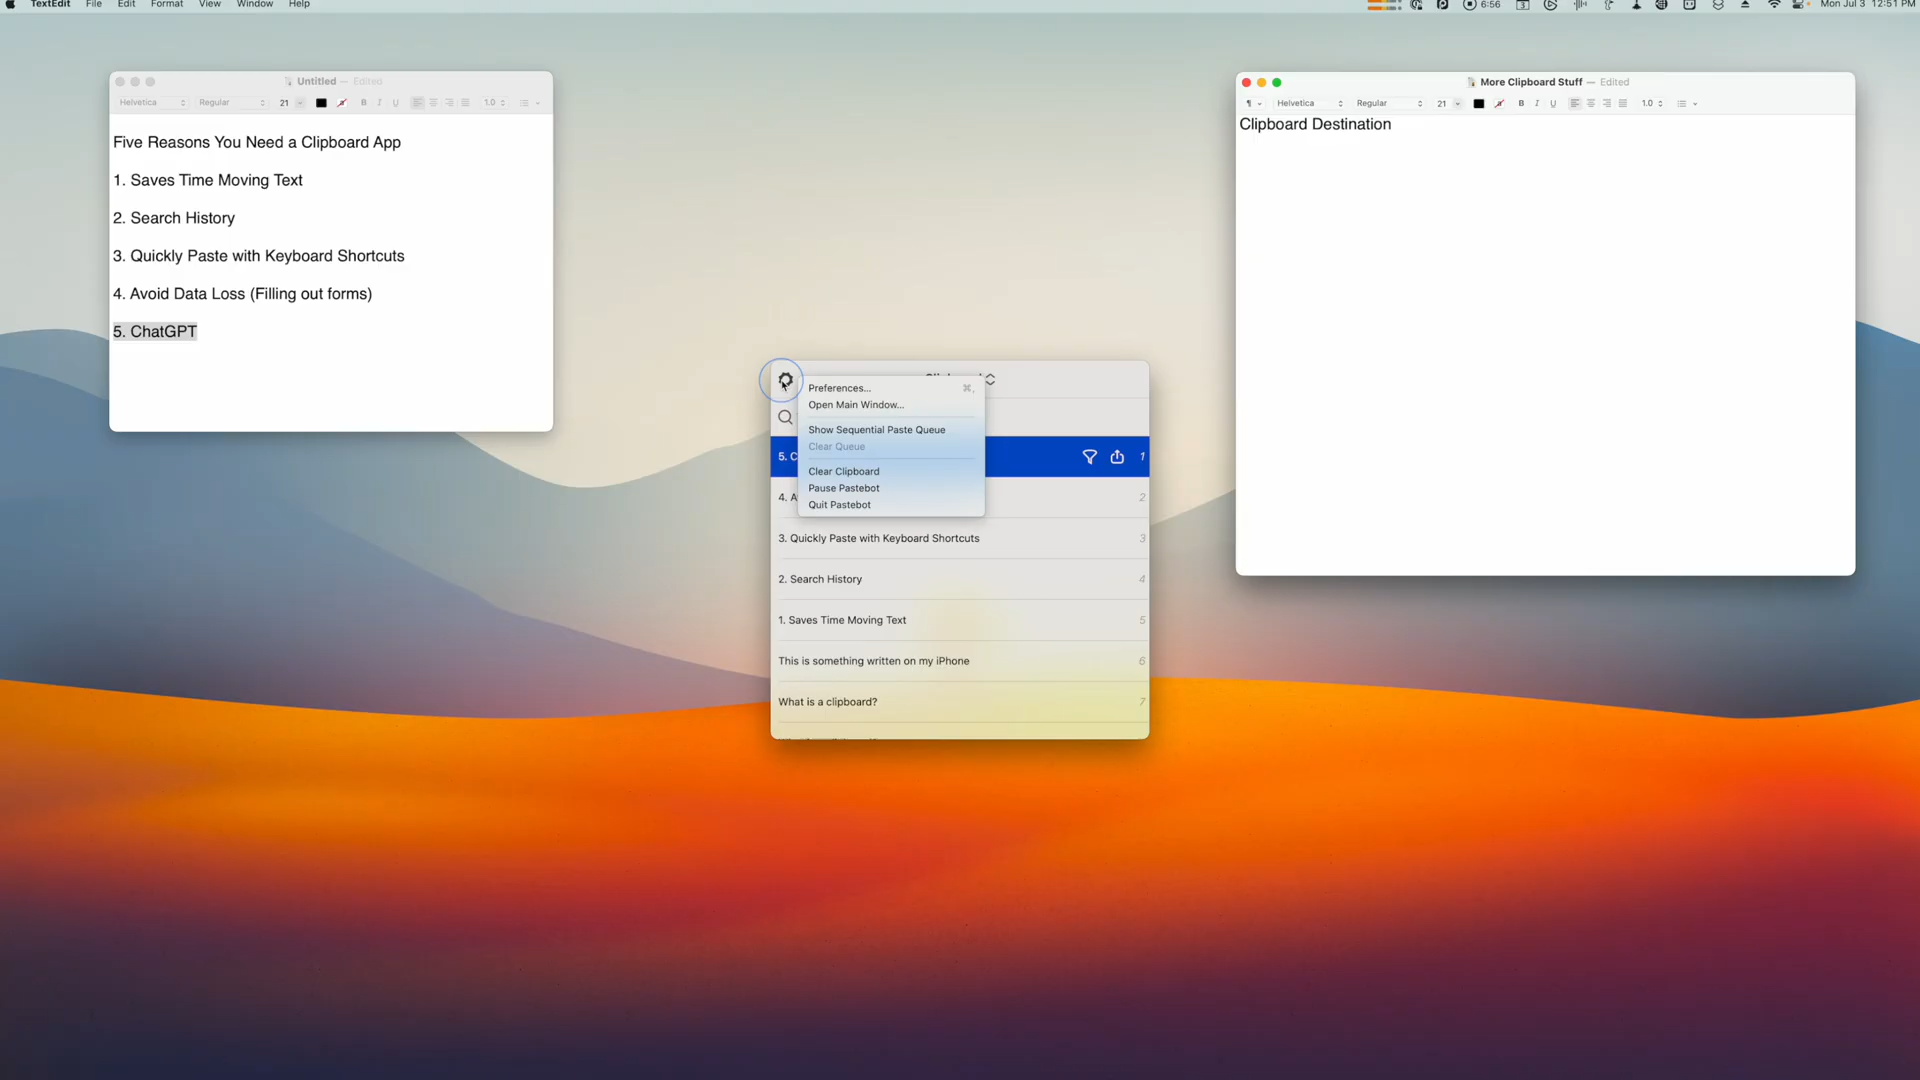 TextEdit File Edit Format View Window Help
6:56 3 Mon Jul 3 12:51 PM
Untitled — Edited
Helvetica Regular 21 B I U 1.0
Five Reasons You Need a Clipboard App
1. Saves Time Moving Text
2. Search History
3. Quickly Paste with Keyboard Shortcuts
4. Avoid Data Loss (Filling out forms)
5. ChatGPT
More Clipboard Stuff — Edited
¶ Helvetica Regular 21 B I U 1.0
Clipboard Destination
Preferences... ⌘,
Open Main Window...
Show Sequential Paste Queue
Clear Queue
Clear Clipboard
Pause Pastebot
Quit Pastebot
5. C 1
4. A 2
3. Quickly Paste with Keyboard Shortcuts 3
2. Search History 4
1. Saves Time Moving Text 5
This is something written on my iPhone 6
What is a clipboard? 7